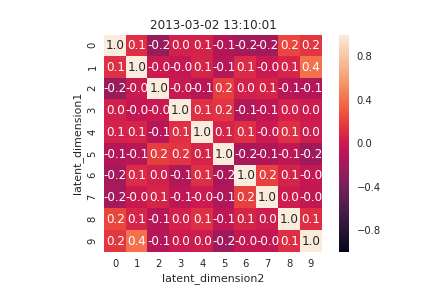 2013-03-02 13:10:01
0 1.0 0.1 -0.2 0.0 0.1 -0.1 -0.2 -0.2 0.2 0.2
1 0.1 1.0 -0.0 -0.0 0.1 -0.1 0.1 -0.0 0.1 0.4
2 -0.2 -0.0 1.0 -0.0 -0.1 0.2 0.0 0.1 -0.1 -0.1
3 0.0 -0.0 -0.0 1.0 0.1 0.2 -0.1 -0.1 0.0 0.0
4 0.1 0.1 -0.1 0.1 1.0 0.1 0.1 -0.0 0.1 0.0
5 -0.1 -0.1 0.2 0.2 0.1 1.0 -0.2 -0.1 -0.1 -0.2
6 -0.2 0.1 0.0 -0.1 0.1 -0.2 1.0 0.2 0.1 -0.0
7 -0.2 -0.0 0.1 -0.1 -0.0 -0.1 0.2 1.0 0.0 -0.0
8 0.2 0.1 -0.1 0.0 0.1 -0.1 0.1 0.0 1.0 0.1
9 0.2 0.4 -0.1 0.0 0.0 -0.2 -0.0 -0.0 0.1 1.0
0 1 2 3 4 5 6 7 8 9
latent_dimension2
latent_dimension1
0.8
0.4
0.0
-0.4
-0.8